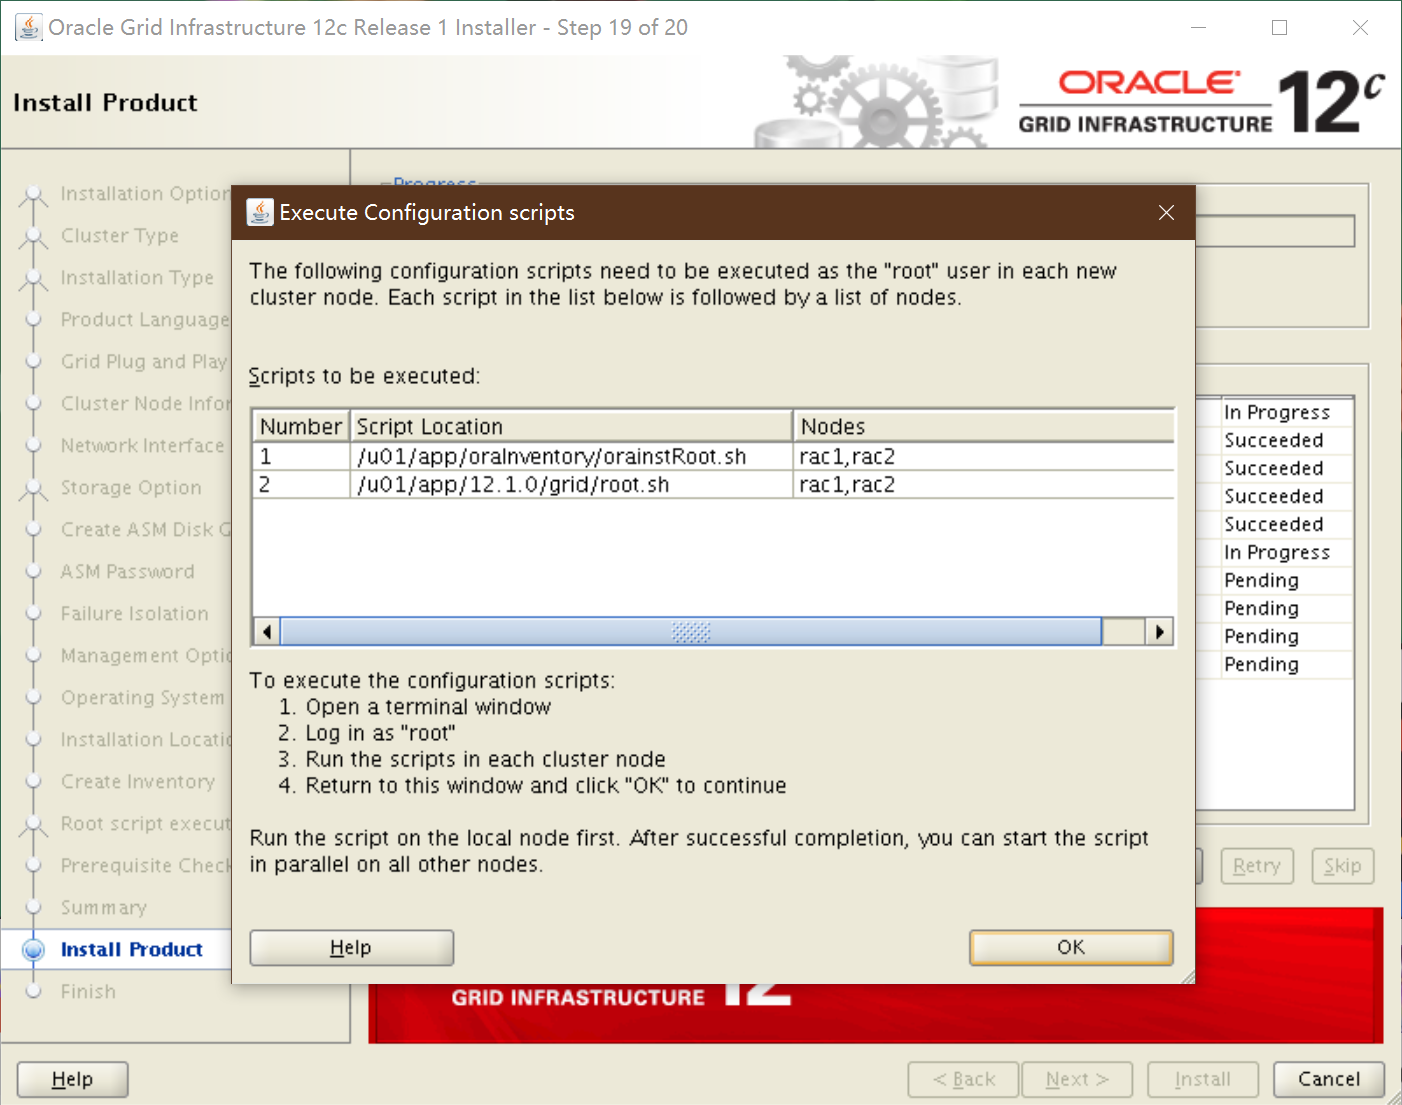 Oracle Grid Infrastructure 12c Release 1 Installer - Step 19 of 20
Install Product
ORACLE
GRID INFRASTRUCTURE
12c
Installation Option
Cluster Type
Installation Type
Product Language
Grid Plug and Play
Cluster Node Infor
Network Interface
Storage Option
Create ASM Disk G
ASM Password
Failure Isolation
Management Optio
Operating System
Installation Locatio
Create Inventory
Root script execut
Prerequisite Check
Summary
Install Product
Finish
Progress
Execute Configuration scripts
The following configuration scripts need to be executed as the "root" user in each new
cluster node. Each script in the list below is followed by a list of nodes.
Scripts to be executed:
Number Script Location Nodes
1 /u01/app/oraInventory/orainstRoot.sh rac1,rac2
2 /u01/app/12.1.0/grid/root.sh rac1,rac2
To execute the configuration scripts:
1. Open a terminal window
2. Log in as "root"
3. Run the scripts in each cluster node
4. Return to this window and click "OK" to continue
Run the script on the local node first. After successful completion, you can start the script
in parallel on all other nodes.
Help
OK
In Progress
Succeeded
Succeeded
Succeeded
Succeeded
In Progress
Pending
Pending
Pending
Pending
Retry
Skip
GRID INFRASTRUCTURE 12
Help
< Back
Next >
Install
Cancel